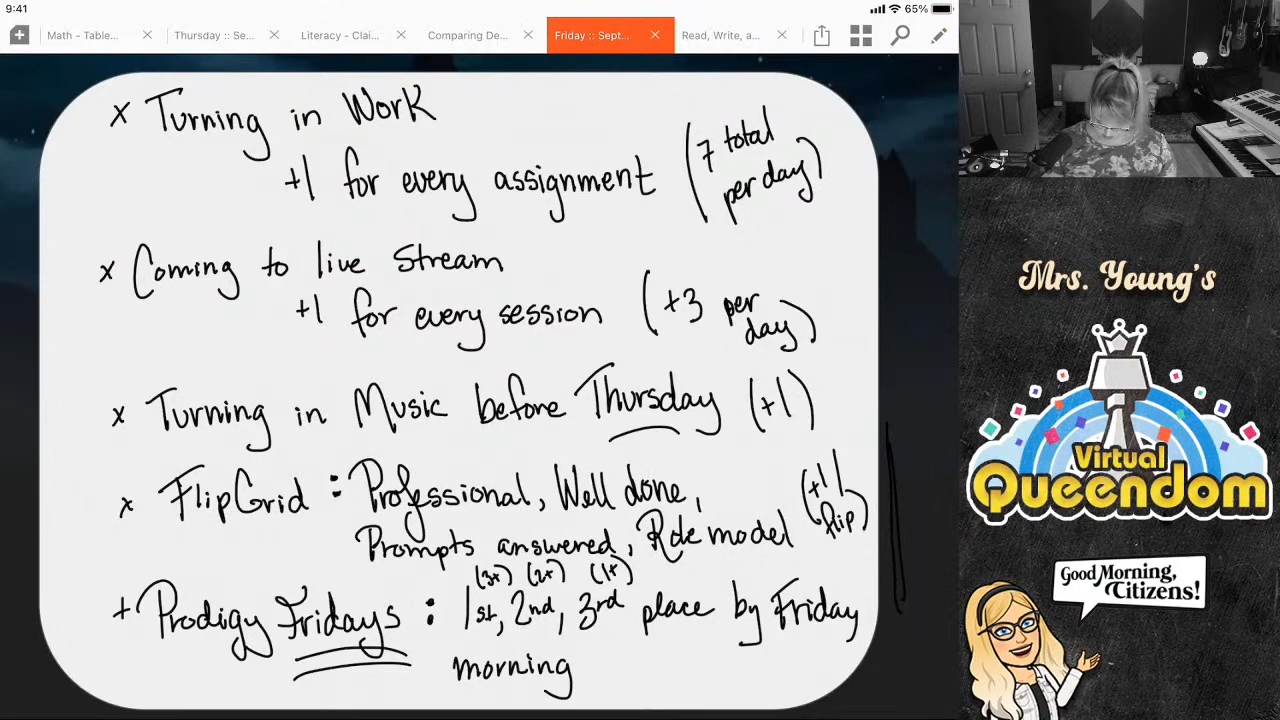 9:41
65%
Math - Table...
Thursday :: Se...
Literacy - Clai...
Comparing De...
Friday :: Sept...
Read, Write, a...
x Turning in Work
+1 for every assignment (7 total per day)
x Coming to live stream
+1 for every session (+3 per day)
x Turning in Music before Thursday (+1)
x FlipGrid : Professional, Well done,
Prompts answered, Role model (+1/flip)
(3x) (2x) (1x)
+ Prodigy Fridays : 1st, 2nd, 3rd place by Friday
morning
Mrs. Young's
Virtual
Queendom
Good Morning,
Citizens!